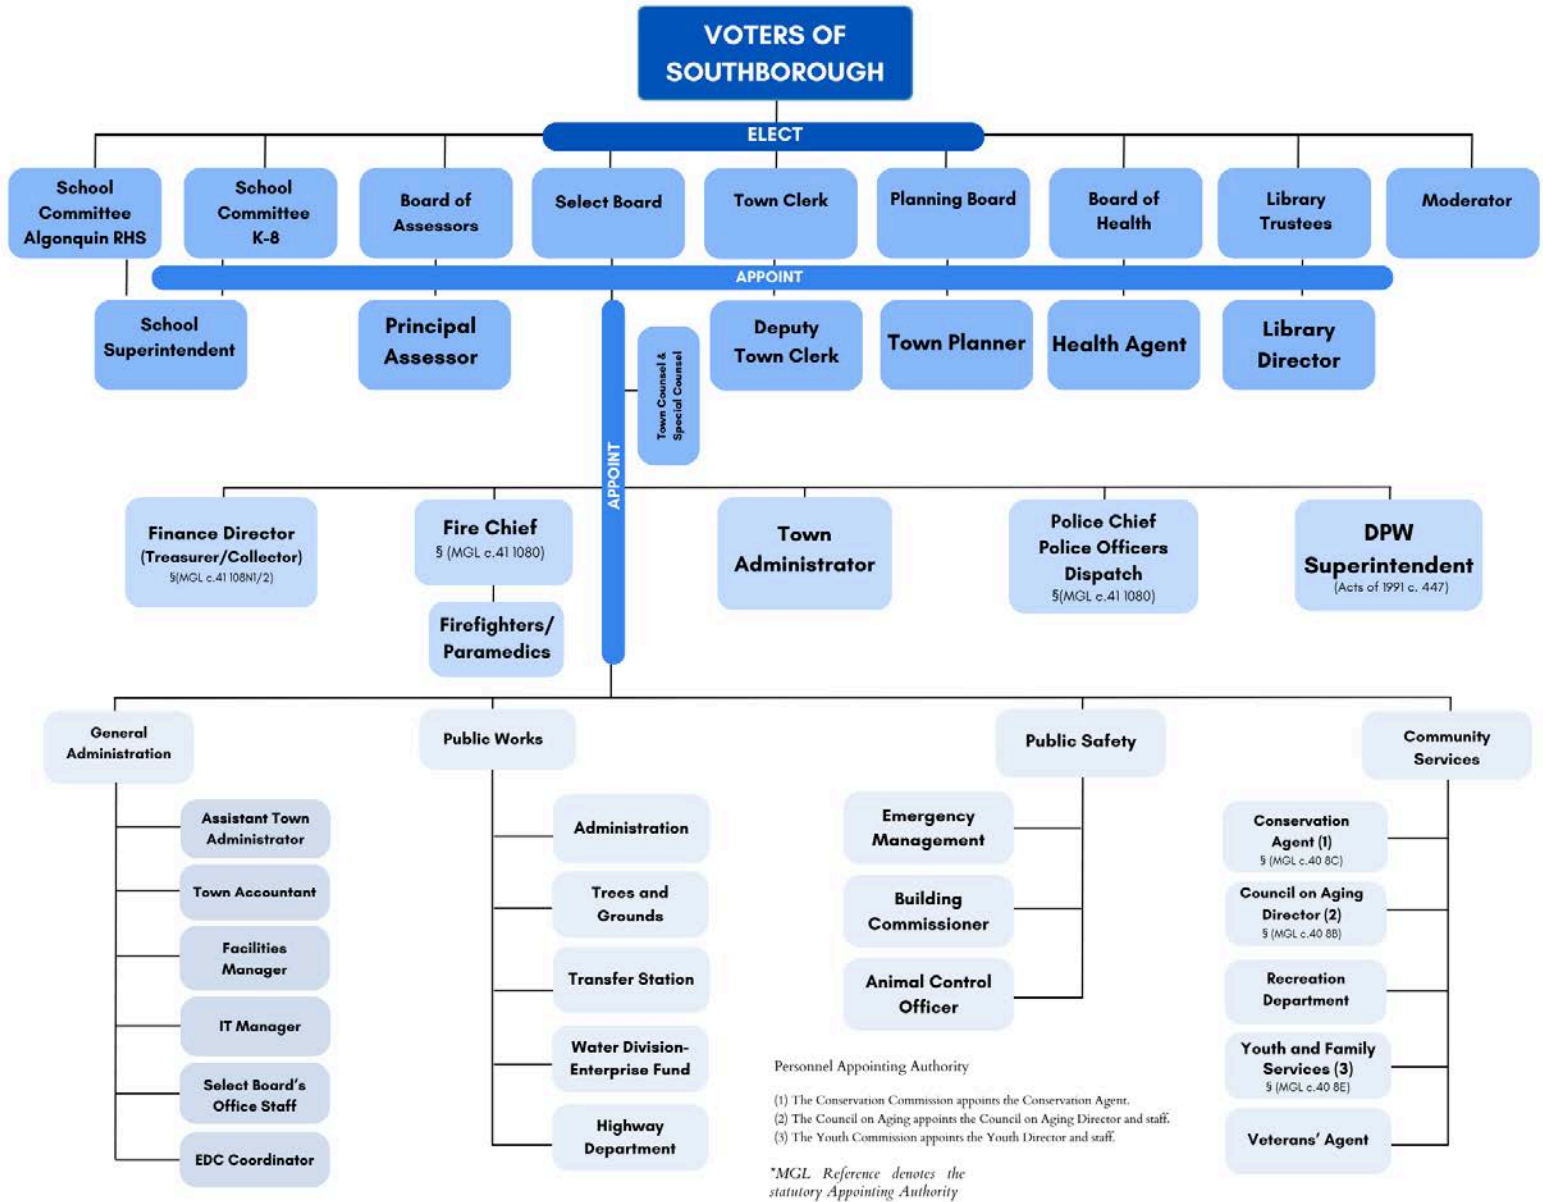 VOTERS OF
SOUTHBOROUGH
ELECT
School
Committee
Algonquin RHS
School
Committee
K-8
Board of
Assessors
Select Board
Town Clerk
Planning Board
Board of
Health
Library
Trustees
Moderator
APPOINT
School
Superintendent
Principal
Assessor
Town Counsel &
Special Counsel
Deputy
Town Clerk
Town Planner
Health Agent
Library
Director
APPOINT
Finance Director
(Treasurer/Collector)
§(MGL c.41 108N1/2)
Fire Chief
§ (MGL c.41 1080)
Firefighters/
Paramedics
Town
Administrator
Police Chief
Police Officers
Dispatch
§(MGL c.41 1080)
DPW
Superintendent
(Acts of 1991 c. 447)
General
Administration
Assistant Town
Administrator
Town Accountant
Facilities
Manager
IT Manager
Select Board's
Office Staff
EDC Coordinator
Public Works
Administration
Trees and
Grounds
Transfer Station
Water Division-
Enterprise Fund
Highway
Department
Public Safety
Emergency
Management
Building
Commissioner
Animal Control
Officer
Community
Services
Conservation
Agent (1)
§ (MGL c.40 8C)
Council on Aging
Director (2)
§ (MGL c.40 8B)
Recreation
Department
Youth and Family
Services (3)
§ (MGL c.40 8E)
Veterans' Agent
Personnel Appointing Authority
(1) The Conservation Commission appoints the Conservation Agent.
(2) The Council on Aging appoints the Council on Aging Director and staff.
(3) The Youth Commission appoints the Youth Director and staff.
*MGL Reference denotes the
statutory Appointing Authority